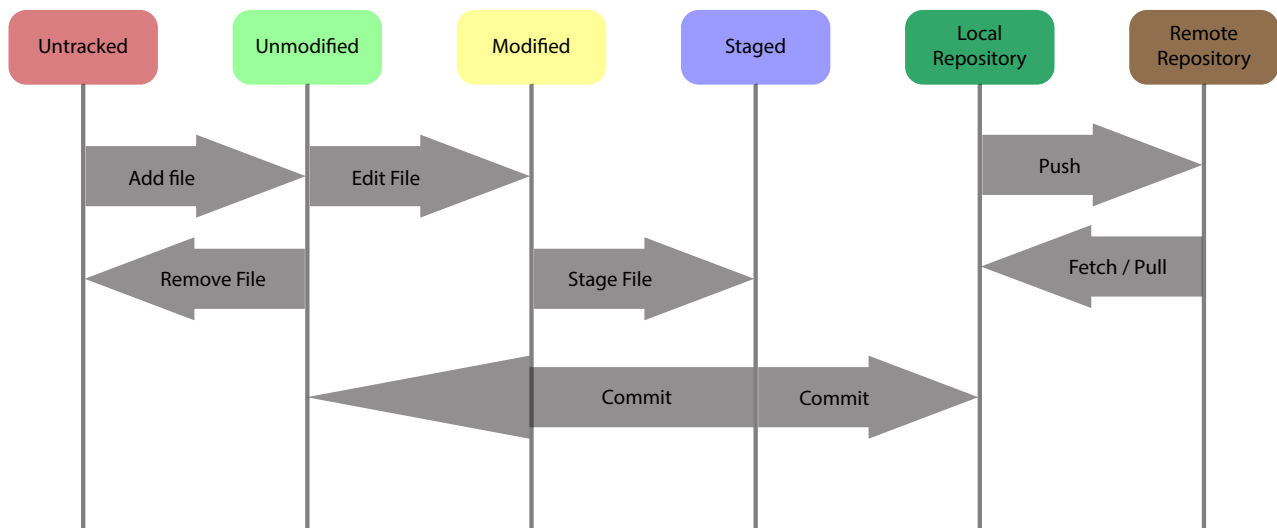 Untracked
Unmodified
Modified
Staged
Local
Repository
Remote
Repository
Add file
Edit File
Push
Remove File
Stage File
Fetch / Pull
Commit
Commit